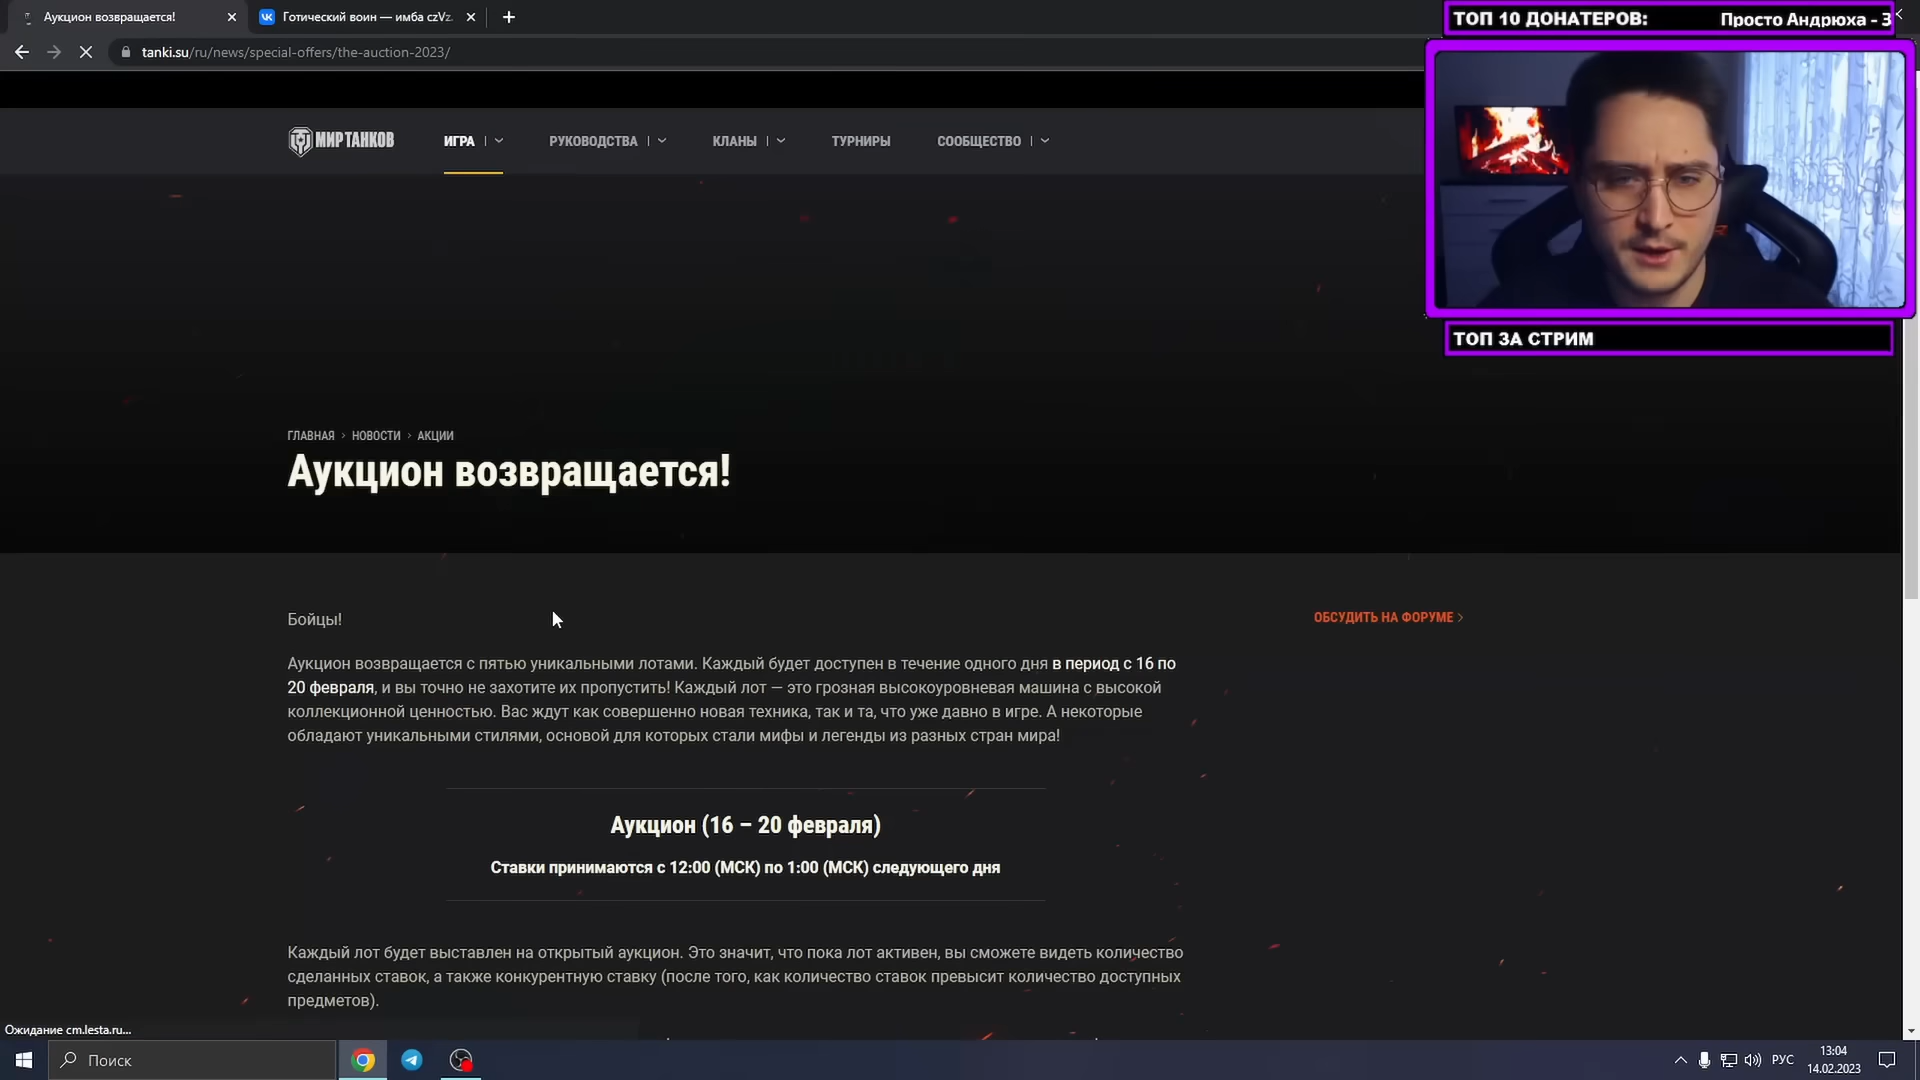 Аукцион возвращается!
Готический воин — имба czVz
ТОП 10 ДОНАТЕРОВ: Просто Андрюха - 3
tanki.su/ru/news/special-offers/the-auction-2023/
МИР ТАНКОВ
ИГРА
РУКОВОДСТВА
КЛАНЫ
ТУРНИРЫ
СООБЩЕСТВО
ТОП ЗА СТРИМ
ГЛАВНАЯ > НОВОСТИ > АКЦИИ
Аукцион возвращается!
Бойцы!
ОБСУДИТЬ НА ФОРУМЕ >
Аукцион возвращается с пятью уникальными лотами. Каждый будет доступен в течение одного дня в период с 16 по
20 февраля, и вы точно не захотите их пропустить! Каждый лот — это грозная высокоуровневая машина с высокой
коллекционной ценностью. Вас ждут как совершенно новая техника, так и та, что уже давно в игре. А некоторые
обладают уникальными стилями, основой для которых стали мифы и легенды из разных стран мира!
Аукцион (16 – 20 февраля)
Ставки принимаются с 12:00 (МСК) по 1:00 (МСК) следующего дня
Каждый лот будет выставлен на открытый аукцион. Это значит, что пока лот активен, вы сможете видеть количество
сделанных ставок, а также конкурентную ставку (после того, как количество ставок превысит количество доступных
предметов).
Ожидание cm.lesta.ru...
Поиск
РУС
13:04
14.02.2023